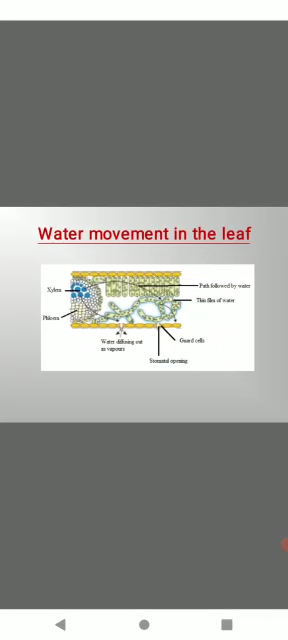 Water movement in the leaf
Xylem
Path followed by water
Thin film of water
Phloem
Water diffusing out
as vapours
Guard cells
Stomatal opening